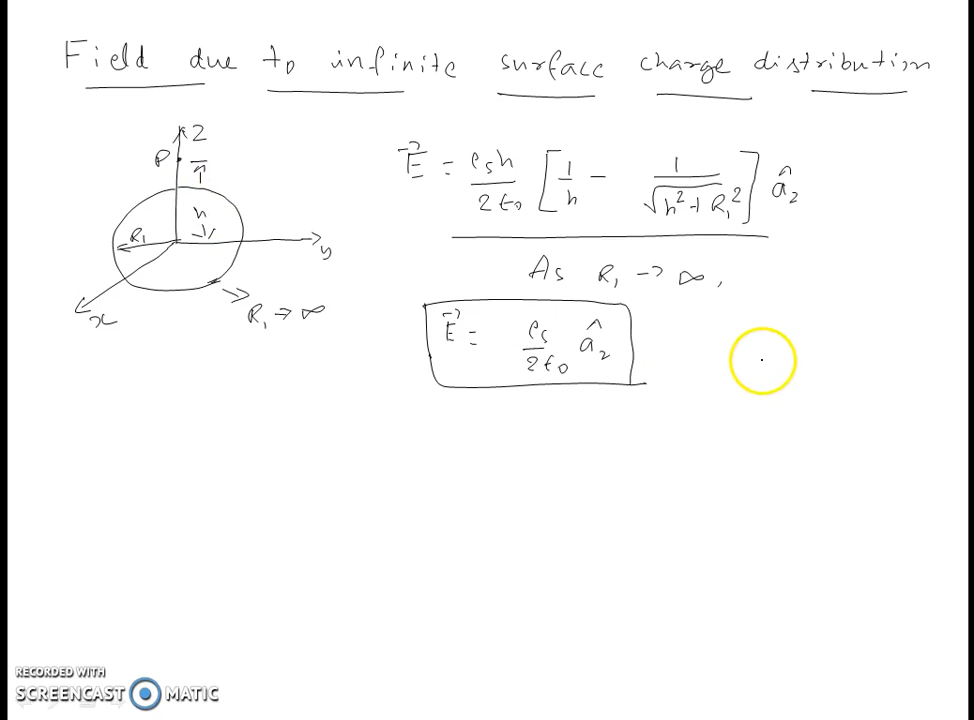 Field due to infinite surface charge distribution
z
P
h
R₁
y
x
R₁ → ∞
E⃗ = ρₛh / 2ϵ₀ [ 1/h − 1/√(h² + R₁²) ] âz
As R₁ → ∞,
E⃗ = ρₛ / 2ϵ₀ âz
RECORDED WITH
SCREENCAST MATIC